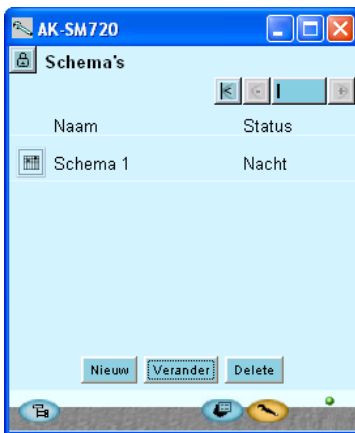 AK-SM720
Schema's
Naam Status
Schema 1 Nacht
Nieuw Verander Delete